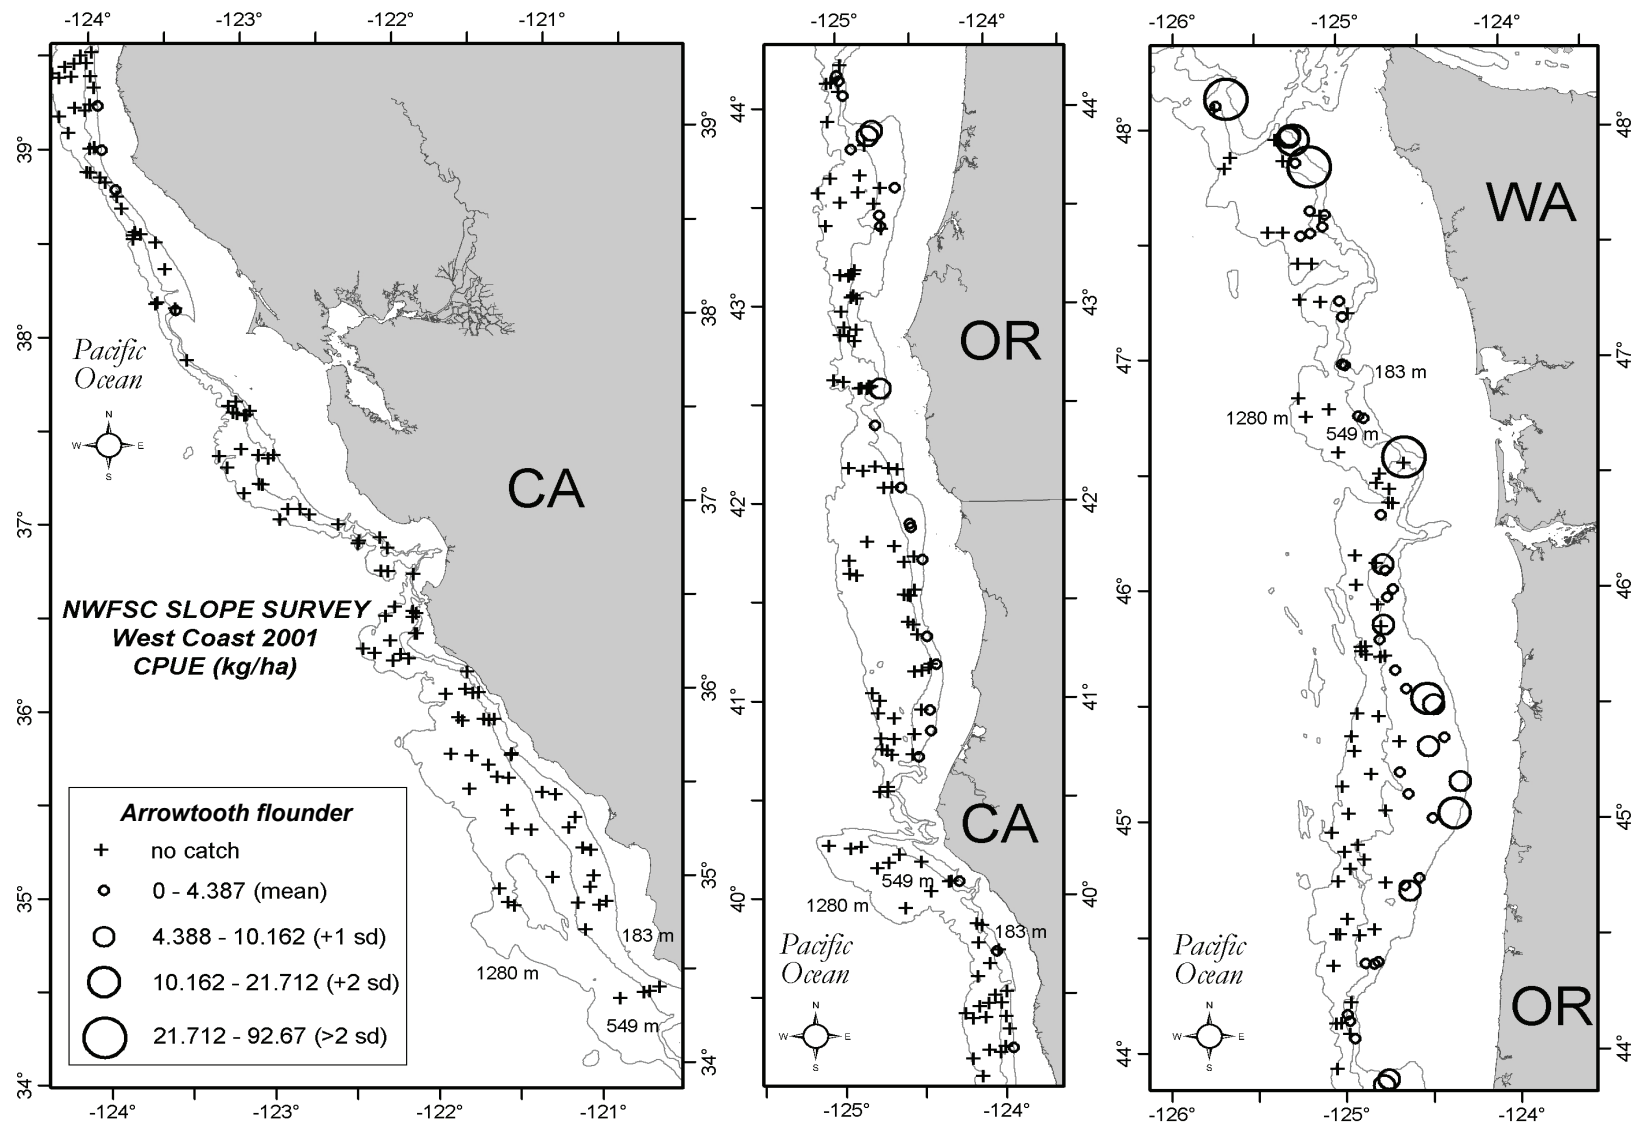 -124° -123° -122° -121°
39° 38° 37° 36° 35° 34°
Pacific
Ocean
N
W E
S
CA
NWFSC SLOPE SURVEY
West Coast 2001
CPUE (kg/ha)
Arrowtooth flounder
no catch
0 - 4.387 (mean)
4.388 - 10.162 (+1 sd)
10.162 - 21.712 (+2 sd)
21.712 - 92.67 (>2 sd)
183 m
1280 m
549 m
39° 38° 37° 36° 35° 34°
-124° -123° -122° -121°
-125° -124°
44° 43° 42° 41° 40°
OR
CA
549 m
1280 m
183 m
Pacific
Ocean
N
W E
S
44° 43° 42° 41° 40°
-125° -124°
-126° -125° -124°
48° 47° 46° 45° 44°
WA
183 m
1280 m
549 m
Pacific
Ocean
N
W E
S
OR
48° 47° 46° 45° 44°
-126° -125° -124°